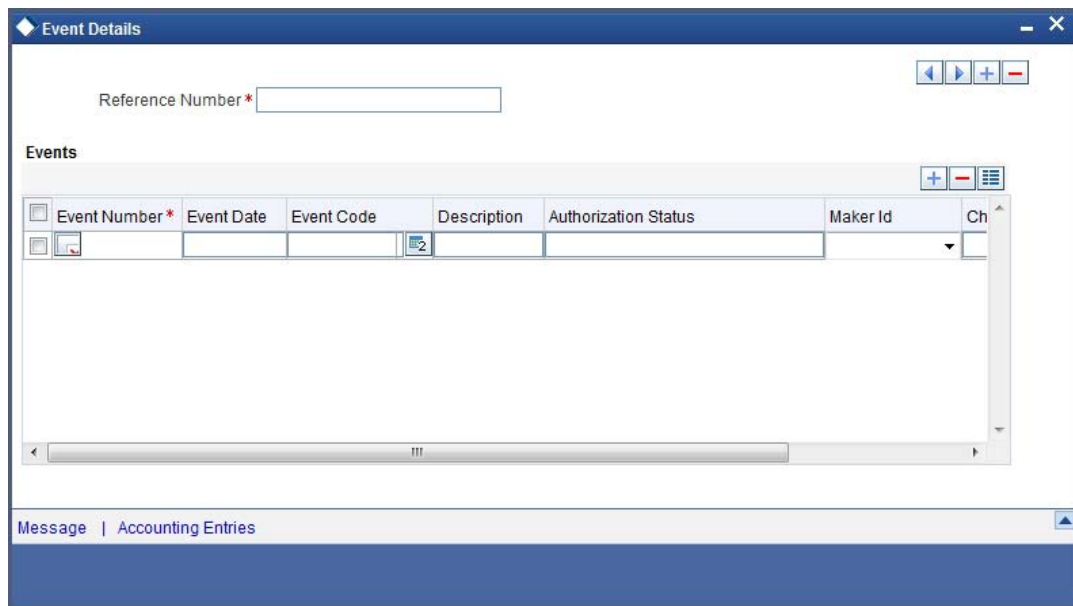 Event Details
Reference Number *
Events
Event Number * Event Date Event Code Description Authorization Status Maker Id Ch
Message | Accounting Entries